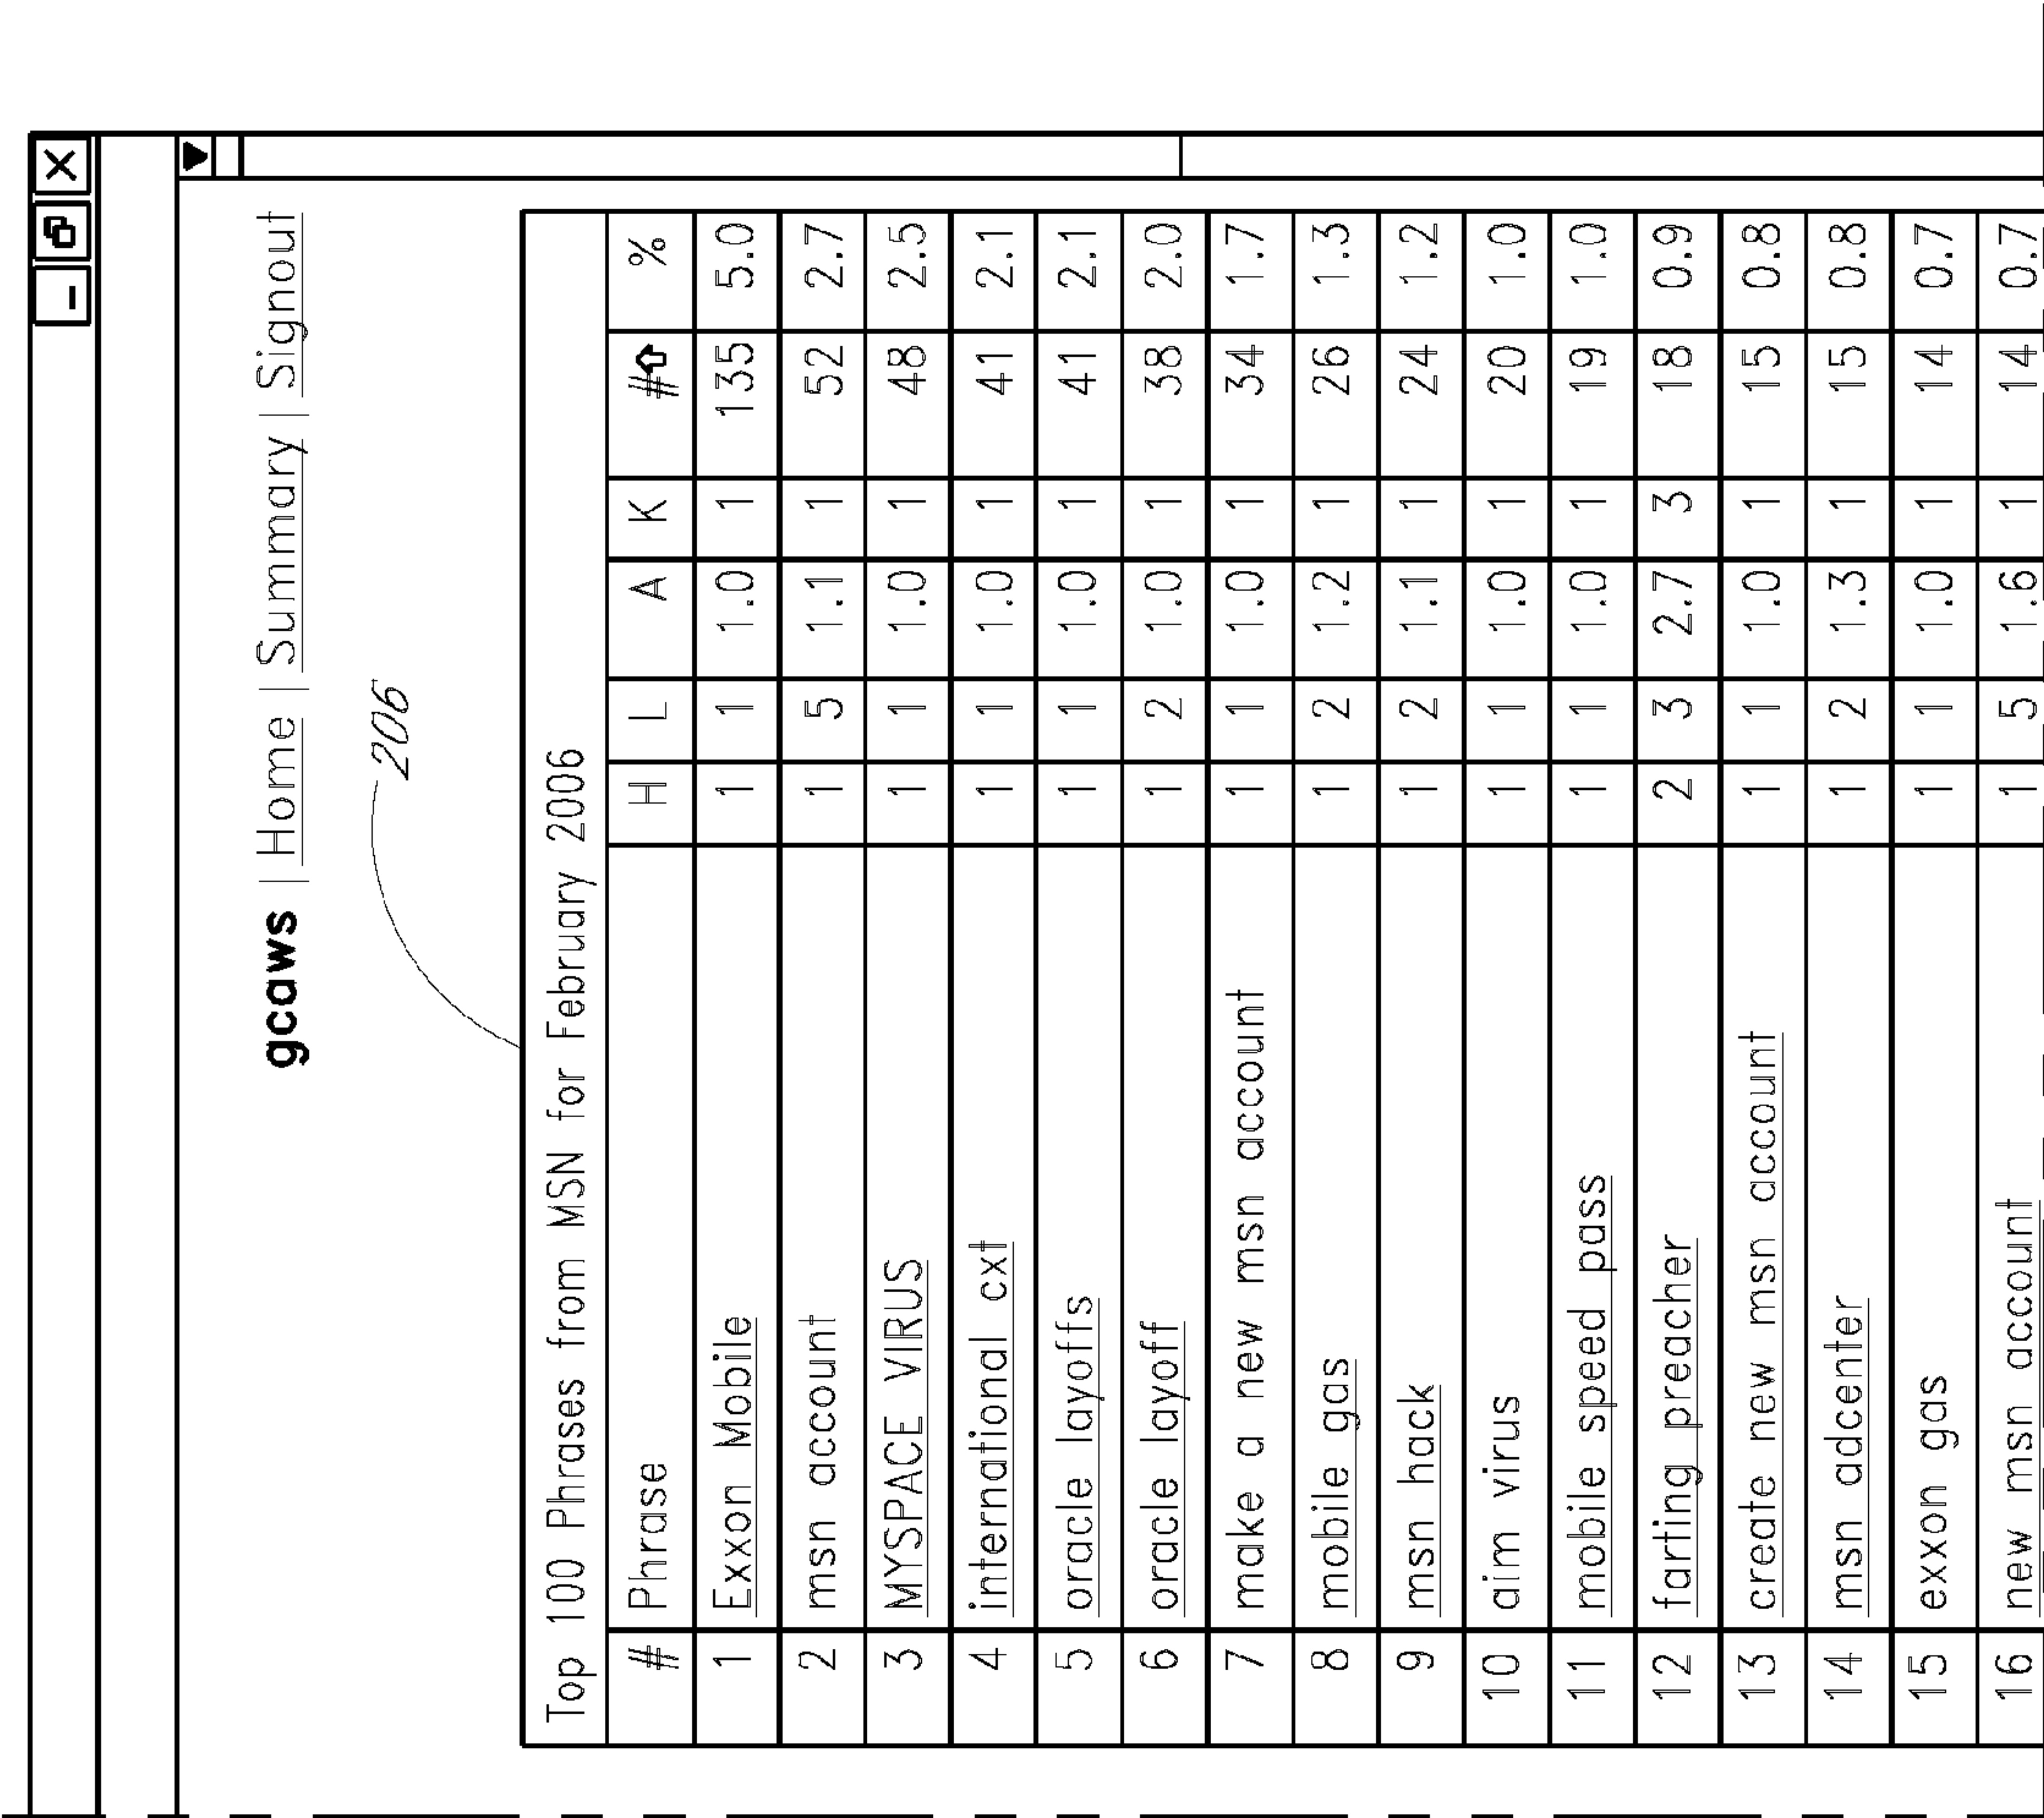 gcaws | Home | Summary | Signout
206
Top 100 Phrases from MSN for February 2006
# Phrase H L A K # %
1 Exxon Mobile 1 1 1.0 1 135 5.0
2 msn account 1 5 1.1 1 52 2.7
3 MYSPACE VIRUS 1 1 1.0 1 48 2.5
4 international cxt 1 1 1.0 1 41 2.1
5 oracle layoffs 1 1 1.0 1 41 2.1
6 oracle layoff 1 2 1.0 1 38 2.0
7 make a new msn account 1 1 1.0 1 34 1.7
8 mobile gas 1 2 1.2 1 26 1.3
9 msn hack 1 2 1.1 1 24 1.2
10 aim virus 1 1 1.0 1 20 1.0
11 mobile speed pass 1 1 1.0 1 19 1.0
12 farting preacher 2 3 2.7 3 18 0.9
13 create new msn account 1 1 1.0 1 15 0.8
14 msn adcenter 1 2 1.3 1 15 0.8
15 exxon gas 1 1 1.0 1 14 0.7
16 new msn account 1 5 1.6 1 14 0.7